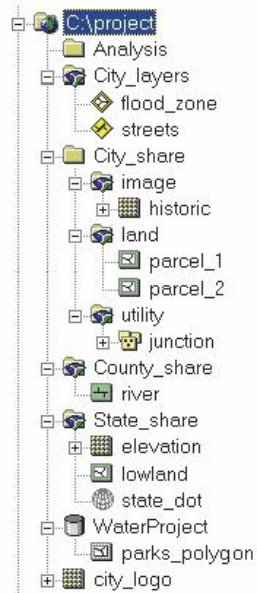 C:\project
Analysis
City_layers
flood_zone
streets
City_share
image
historic
land
parcel_1
parcel_2
utility
junction
County_share
river
State_share
elevation
lowland
state_dot
WaterProject
parks_polygon
city_logo